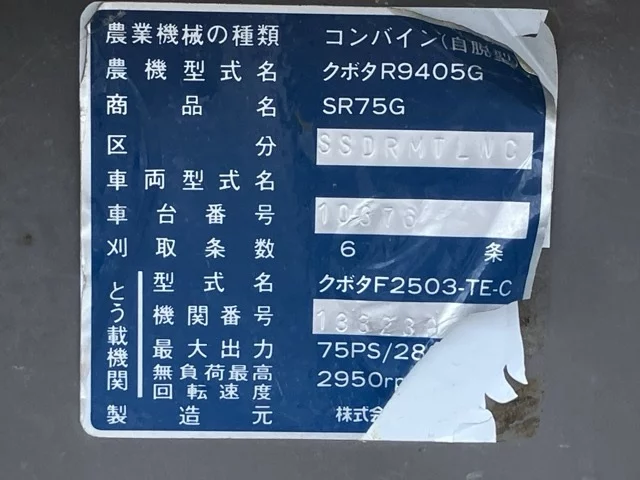 農業機械の種類 コンバイン(自脱型
農機型式名 クボタR9405G
商品名 SR75G
区分 SSDRMTLWC
車両型式名
車台番号 10376
刈取条数 6条
とう載機関
型式名 クボタF2503-TE-C
機関番号
最大出力 75PS/28
無負荷最高回転速度 2950rp
製造元 株式